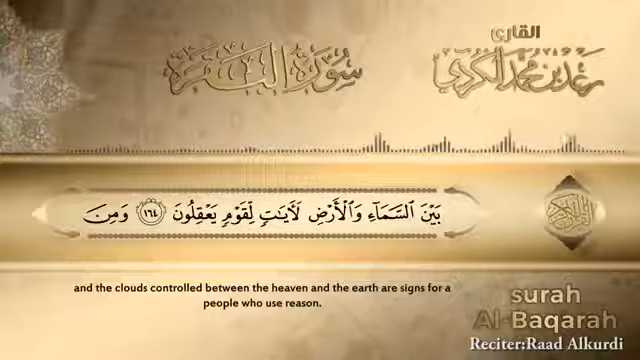 القارئ
رعد بن محمد الكردي
سورة البقرة
بَيْنَ السَّمَاءِ وَالْأَرْضِ لَآيَاتٍ لِّقَوْمٍ يَعْقِلُونَ ١٦٤ وَمِنَ
and the clouds controlled between the heaven and the earth are signs for a
people who use reason.
surah
Al-Baqarah
Reciter:Raad Alkurdi